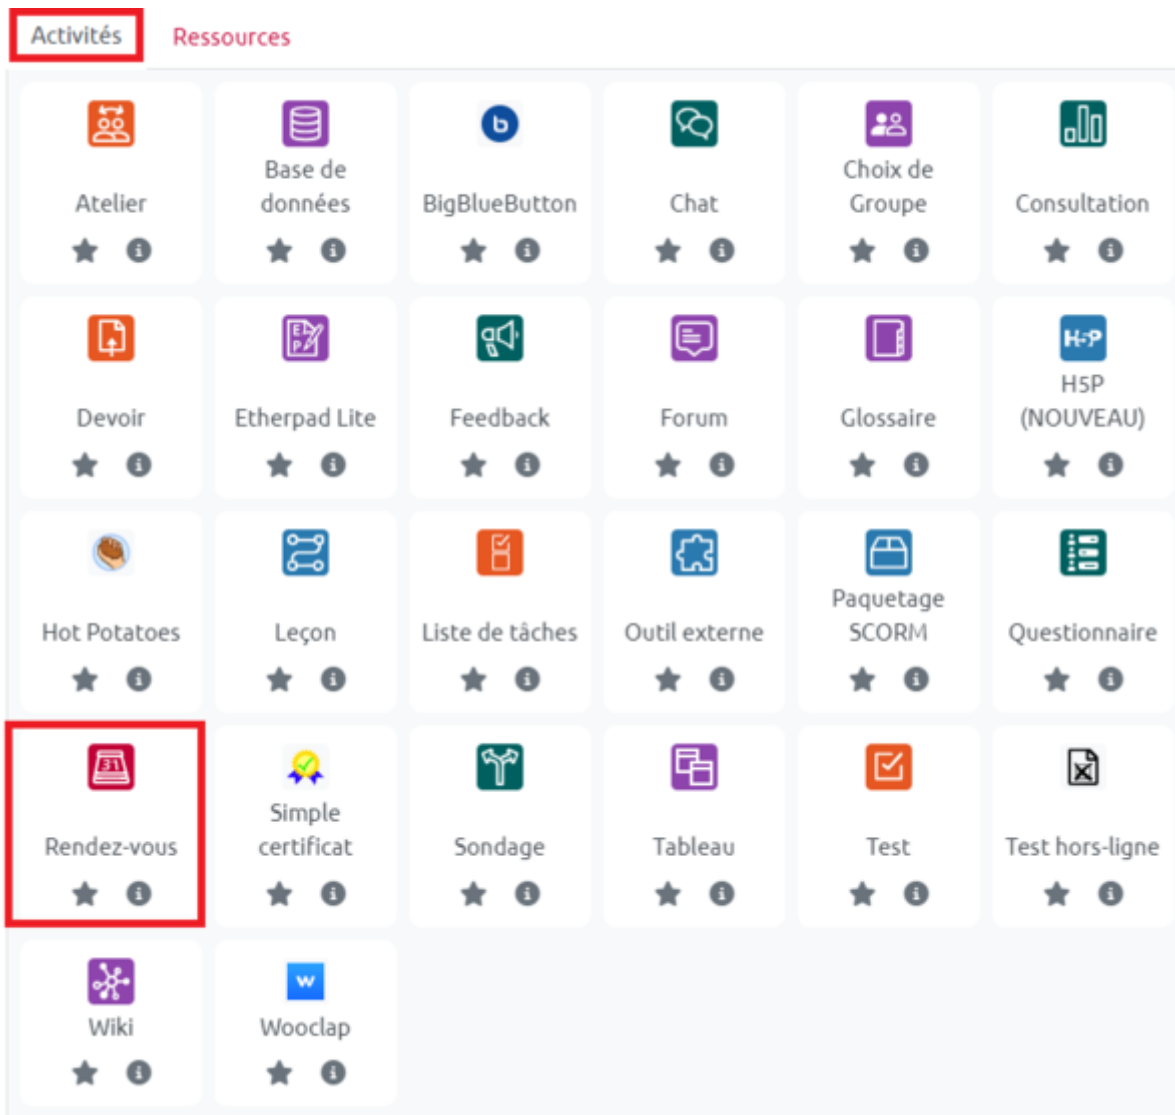 Activités
Ressources
Atelier
Base de
données
b
BigBlueButton
Chat
Choix de
Groupe
Consultation
Devoir
E
P
Etherpad Lite
Feedback
Forum
Glossaire
H5P
H5P
(NOUVEAU)
Hot Potatoes
Leçon
Liste de tâches
Outil externe
Paquetage
SCORM
Questionnaire
31
Rendez-vous
Simple
certificat
Sondage
Tableau
Test
Test hors-ligne
Wiki
w
Wooclap